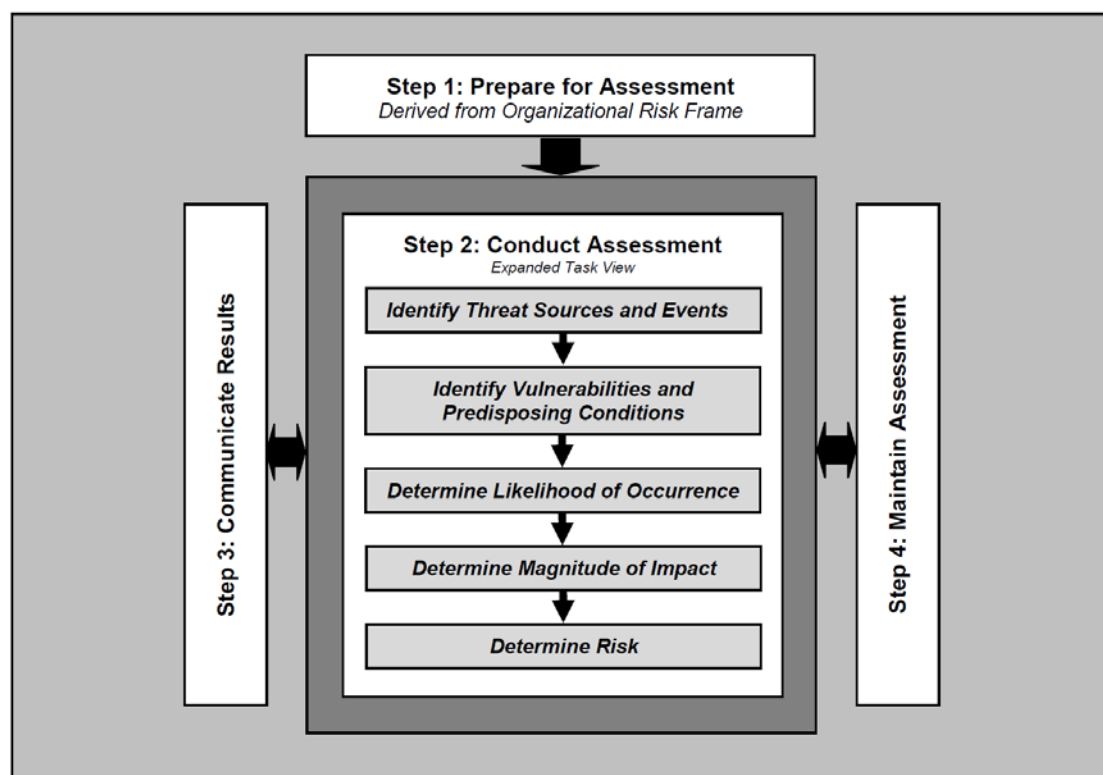 Step 1: Prepare for Assessment
Derived from Organizational Risk Frame
Step 2: Conduct Assessment
Expanded Task View
Identify Threat Sources and Events
Identify Vulnerabilities and
Predisposing Conditions
Determine Likelihood of Occurrence
Determine Magnitude of Impact
Determine Risk
Step 3: Communicate Results
Step 4: Maintain Assessment